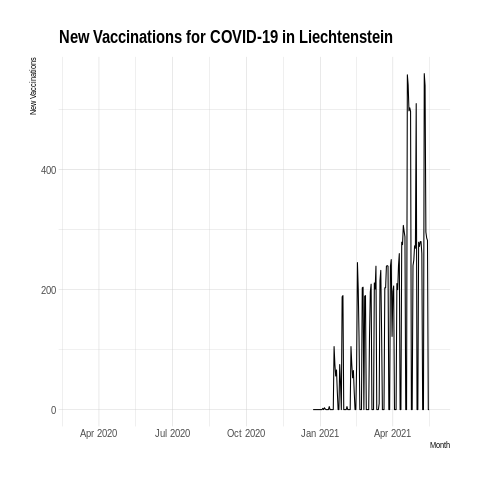 New Vaccinations for COVID-19 in Liechtenstein
New Vaccinations
400
200
0
Apr 2020 Jul 2020 Oct 2020 Jan 2021 Apr 2021
Month